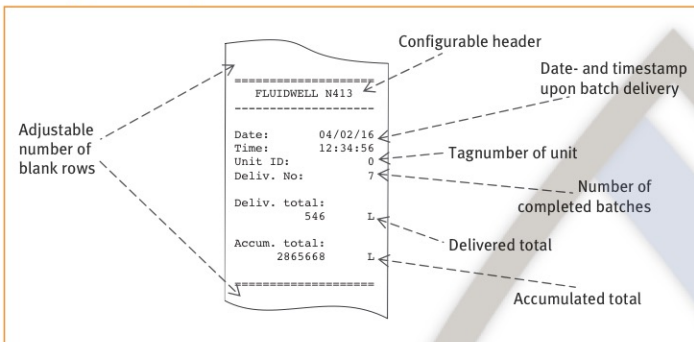 Configurable header
Date- and timestamp
upon batch delivery
Adjustable
number of
blank rows
========================
FLUIDWELL N413
------------------------
Date: 04/02/16
Time: 12:34:56
Unit ID: 0
Deliv. No: 7
Deliv. total:
546 L
Accum. total:
2865668 L
========================
Tagnumber of unit
Number of
completed batches
Delivered total
Accumulated total